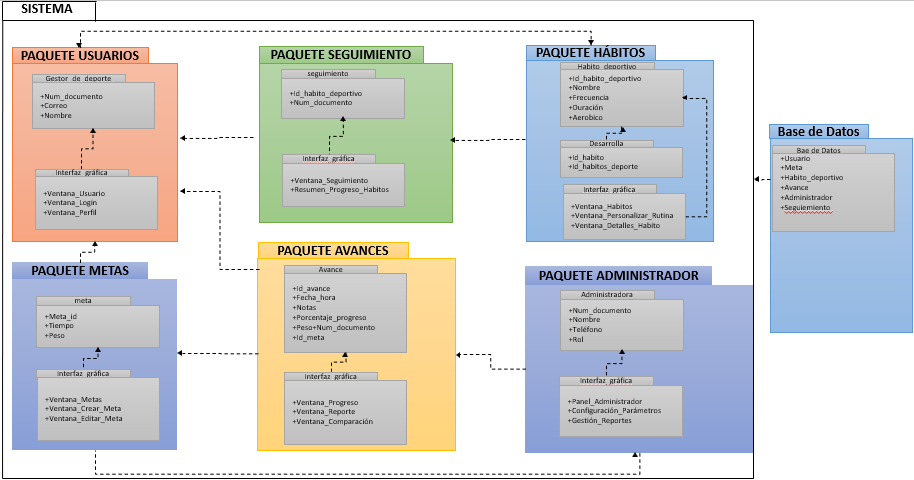 SISTEMA
PAQUETE USUARIOS
Gestor_de_deporte
+Num_documento
+Correo
+Nombre
Interfaz_gráfica
+Ventana_Usuario
+Ventana_Login
+Ventana_Perfil
PAQUETE SEGUIMIENTO
seguimiento
+Id_habito_deportivo
+Num_documento
Interfaz_gráfica
+Ventana_Seguimiento
+Resumen_Progreso_Habitos
PAQUETE HÁBITOS
Habito_deportivo
+Id_habito_deportivo
+Nombre
+Frecuencia
+Duración
+Aerobico
Desarrolla
+Id_habito
+Id_habitos_deporte
Interfaz_gráfica
+Ventana_Habitos
+Ventana_Personalizar_Rutina
+Ventana_Detalles_Habito
Base de Datos
Bae de Datos
+Usuario
+Meta
+Habito_deportivo
+Avance
+Administrador
+Seguiemiento
PAQUETE METAS
meta
+Meta_id
+Tiempo
+Peso
Interfaz_gráfica
+Ventana_Metas
+Ventana_Crear_Meta
+Ventana_Editar_Meta
PAQUETE AVANCES
Avance
+Id_avance
+Fecha_hora
+Notas
+Porcentaje_progreso
+Peso+Num_documento
+Id_meta
Interfaz_gráfica
+Ventana_Progreso
+Ventana_Reporte
+Ventana_Comparación
PAQUETE ADMINISTRADOR
Administradora
+Num_documento
+Nombre
+Teléfono
+Rol
Interfaz_gráfica
+Panel_Administrador
+Configuración_Parámetros
+Gestión_Reportes